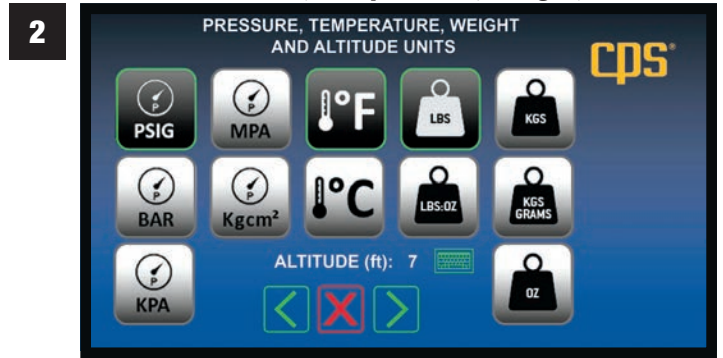 2
PRESSURE, TEMPERATURE, WEIGHT
AND ALTITUDE UNITS
cps®
PSIG
MPA
°F
LBS
KGS
BAR
Kgcm²
°C
LBS:OZ
KGS
GRAMS
KPA
ALTITUDE (ft): 7
OZ